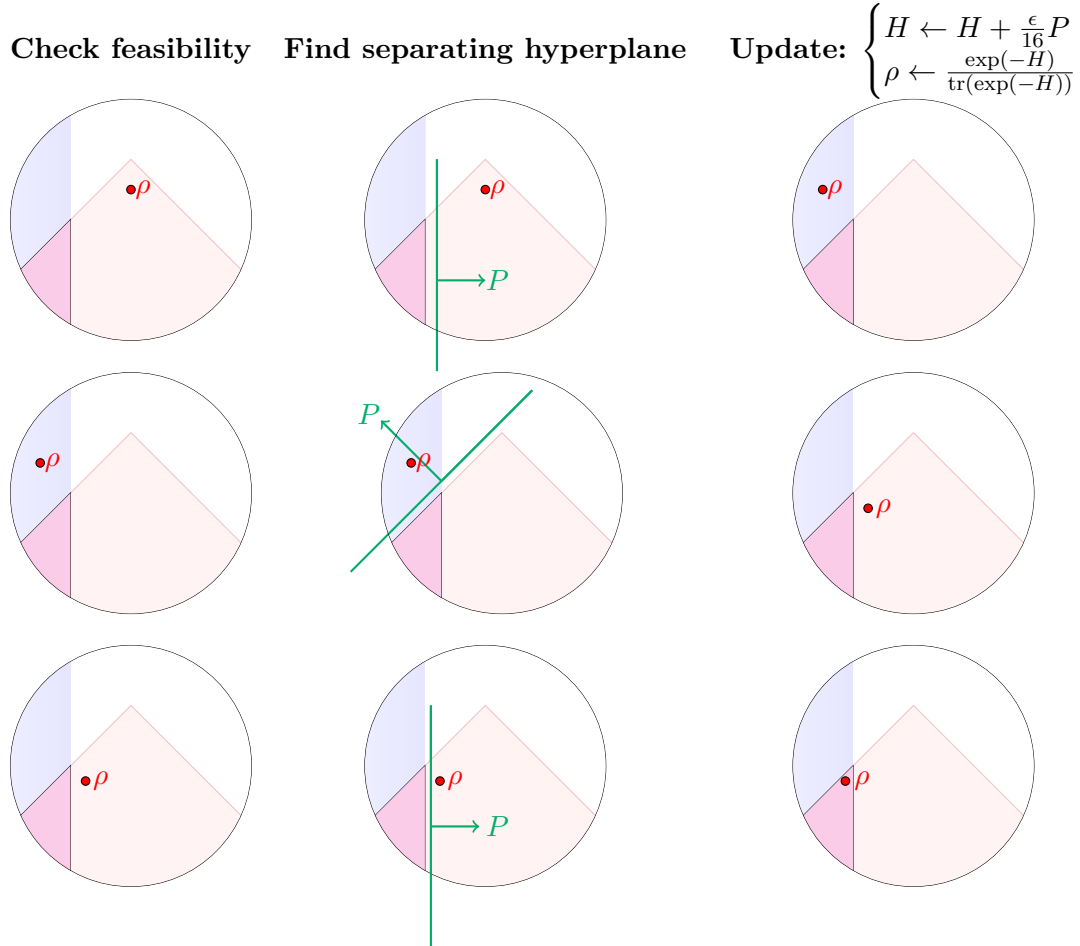 Check feasibility
Find separating hyperplane
Update: { H ← H + ϵ/16 P
ρ ← exp(−H)/tr(exp(−H))
ρ
ρ
P
ρ
ρ
P
ρ
ρ
ρ
ρ
P
ρ